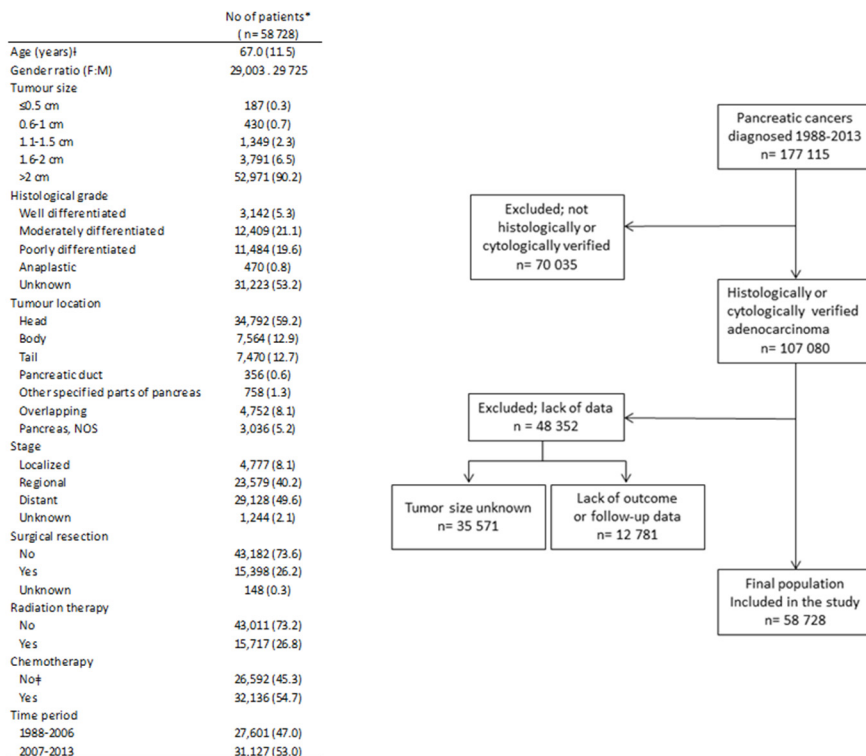 No of patients*
( n= 58 728)
Age (years)ƚ 67.0 (11.5)
Gender ratio (F:M) 29,003 . 29 725
Tumour size
≤0.5 cm 187 (0.3)
0.6-1 cm 430 (0.7)
1.1-1.5 cm 1,349 (2.3)
1.6-2 cm 3,791 (6.5)
>2 cm 52,971 (90.2)
Histological grade
Well differentiated 3,142 (5.3)
Moderately differentiated 12,409 (21.1)
Poorly differentiated 11,484 (19.6)
Anaplastic 470 (0.8)
Unknown 31,223 (53.2)
Tumour location
Head 34,792 (59.2)
Body 7,564 (12.9)
Tail 7,470 (12.7)
Pancreatic duct 356 (0.6)
Other specified parts of pancreas 758 (1.3)
Overlapping 4,752 (8.1)
Pancreas, NOS 3,036 (5.2)
Stage
Localized 4,777 (8.1)
Regional 23,579 (40.2)
Distant 29,128 (49.6)
Unknown 1,244 (2.1)
Surgical resection
No 43,182 (73.6)
Yes 15,398 (26.2)
Unknown 148 (0.3)
Radiation therapy
No 43,011 (73.2)
Yes 15,717 (26.8)
Chemotherapy
Noǂ 26,592 (45.3)
Yes 32,136 (54.7)
Time period
1988-2006 27,601 (47.0)
2007-2013 31,127 (53.0)
Pancreatic cancers
diagnosed 1988-2013
n= 177 115
Excluded; not
histologically or
cytologically verified
n= 70 035
Histologically or
cytologically verified
adenocarcinoma
n= 107 080
Excluded; lack of data
n = 48 352
Tumor size unknown
n= 35 571
Lack of outcome
or follow-up data
n= 12 781
Final population
Included in the study
n= 58 728